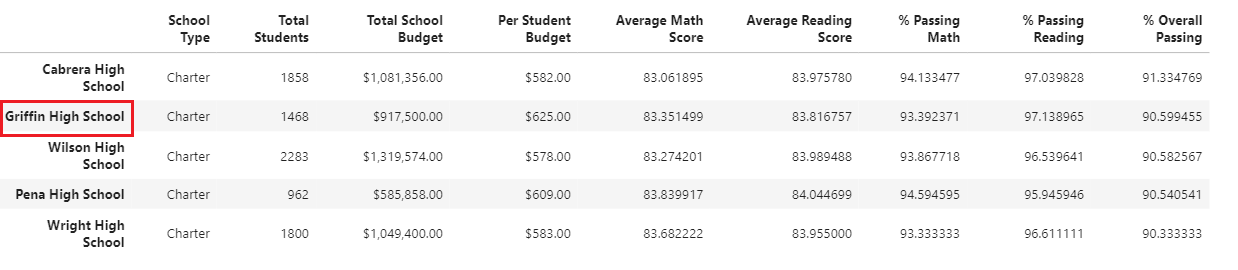 School Type Total Students Total School Budget Per Student Budget Average Math Score Average Reading Score % Passing Math % Passing Reading % Overall Passing
Cabrera High School Charter 1858 $1,081,356.00 $582.00 83.061895 83.975780 94.133477 97.039828 91.334769
Griffin High School Charter 1468 $917,500.00 $625.00 83.351499 83.816757 93.392371 97.138965 90.599455
Wilson High School Charter 2283 $1,319,574.00 $578.00 83.274201 83.989488 93.867718 96.539641 90.582567
Pena High School Charter 962 $585,858.00 $609.00 83.839917 84.044699 94.594595 95.945946 90.540541
Wright High School Charter 1800 $1,049,400.00 $583.00 83.682222 83.955000 93.333333 96.611111 90.333333